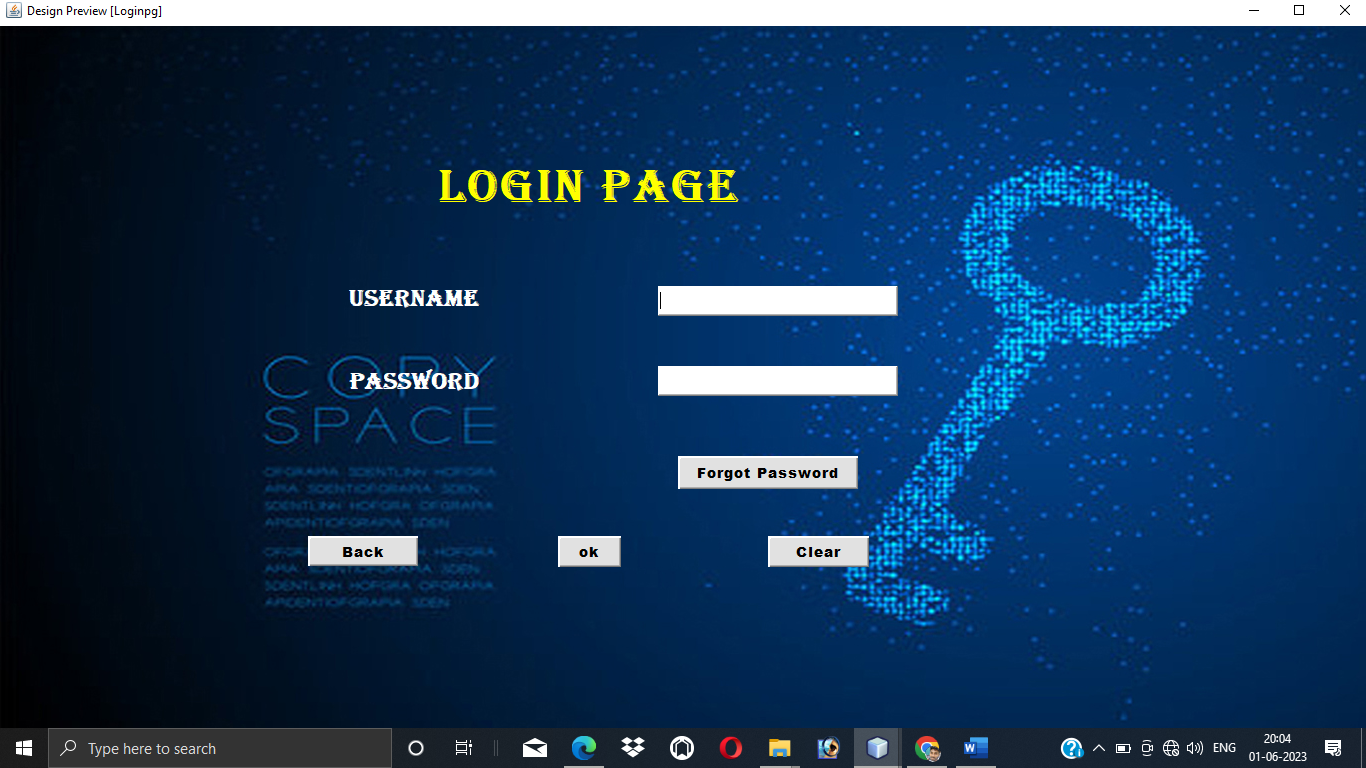 Design Preview [Loginpg]
LOGIN PAGE
USERNAME
COPY
PASSWORD
SPACE
Forgot Password
Back
ok
Clear
Type here to search
ENG
20:04
01-06-2023